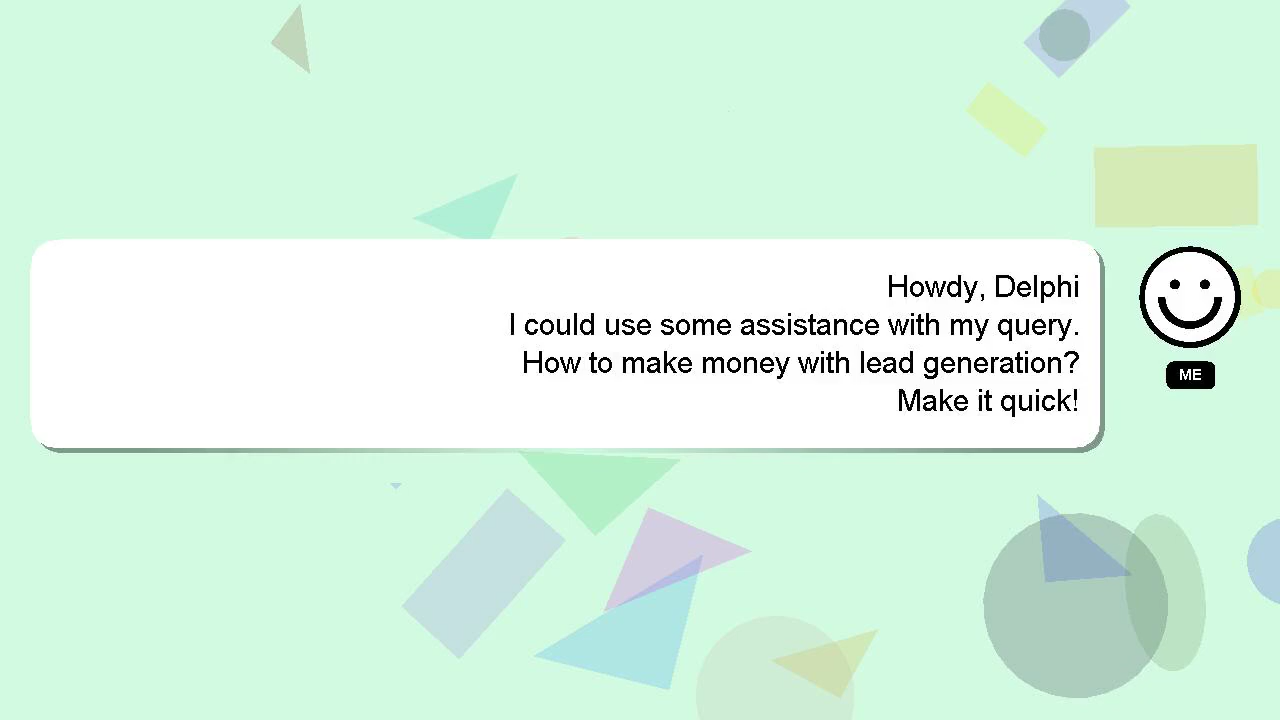 Howdy, Delphi
I could use some assistance with my query.
How to make money with lead generation?
Make it quick!
ME